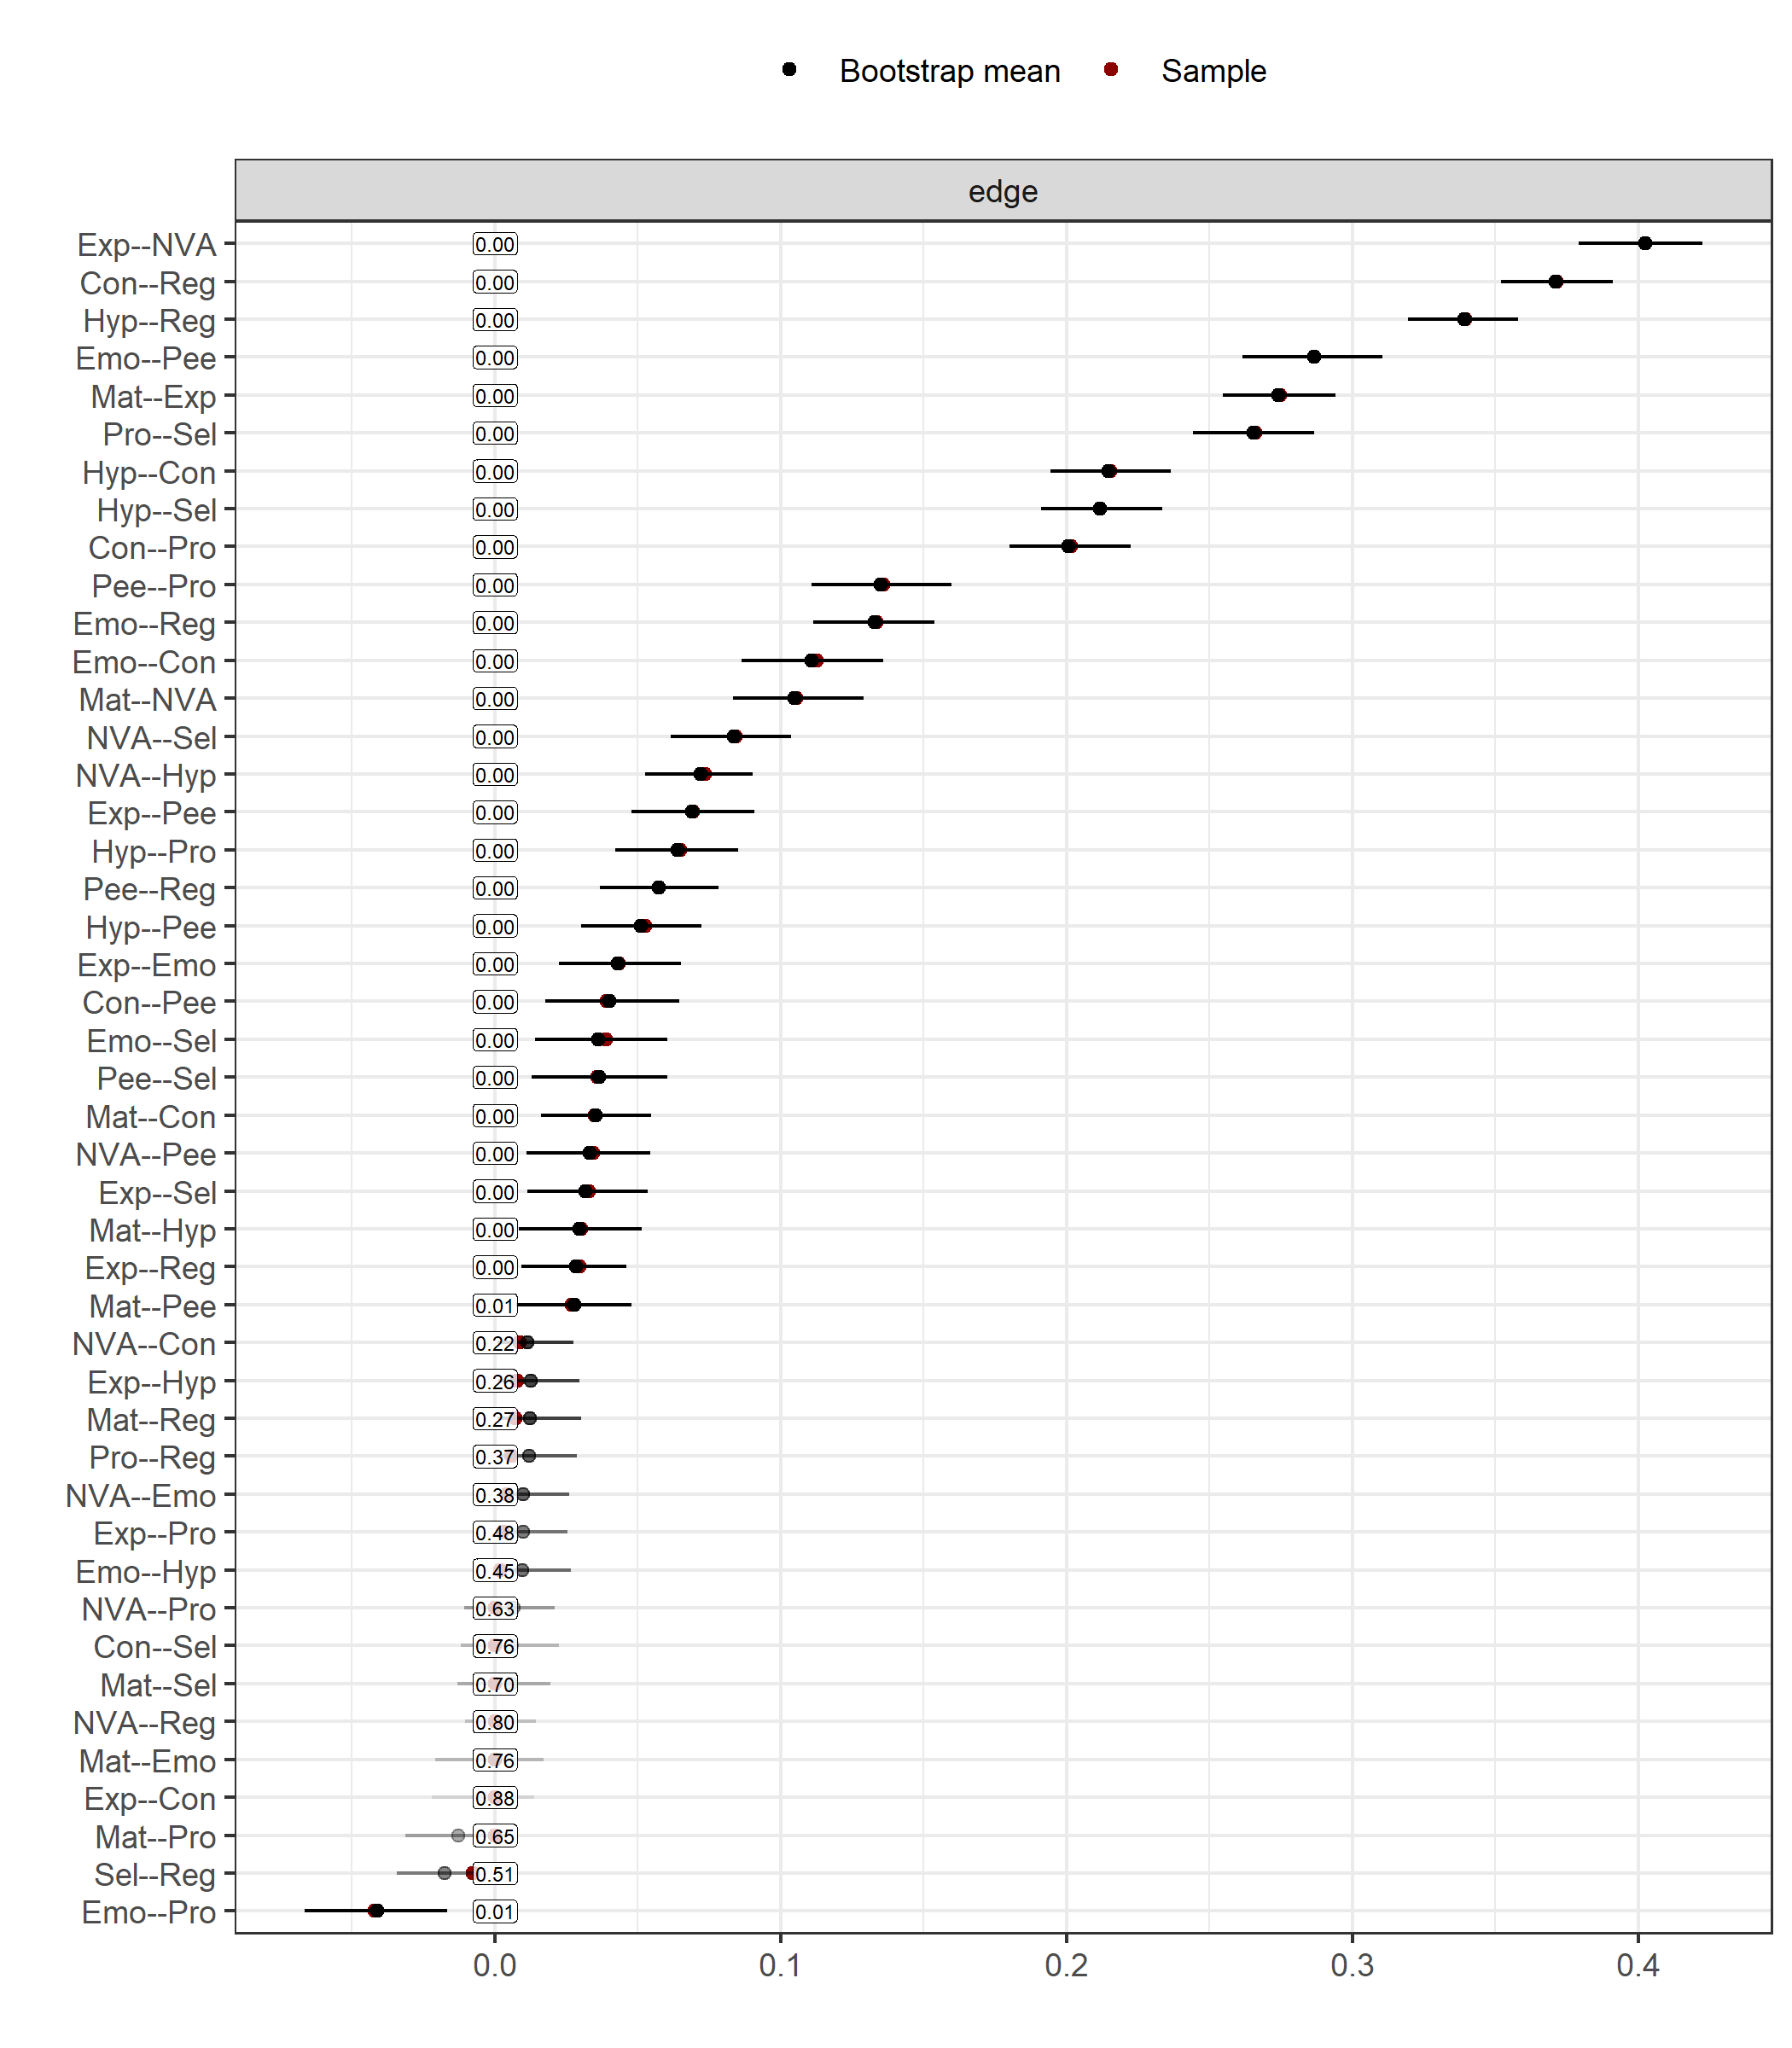 Bootstrap mean Sample
edge
Exp--NVA 0.00
Con--Reg 0.00
Hyp--Reg 0.00
Emo--Pee 0.00
Mat--Exp 0.00
Pro--Sel 0.00
Hyp--Con 0.00
Hyp--Sel 0.00
Con--Pro 0.00
Pee--Pro 0.00
Emo--Reg 0.00
Emo--Con 0.00
Mat--NVA 0.00
NVA--Sel 0.00
NVA--Hyp 0.00
Exp--Pee 0.00
Hyp--Pro 0.00
Pee--Reg 0.00
Hyp--Pee 0.00
Exp--Emo 0.00
Con--Pee 0.00
Emo--Sel 0.00
Pee--Sel 0.00
Mat--Con 0.00
NVA--Pee 0.00
Exp--Sel 0.00
Mat--Hyp 0.00
Exp--Reg 0.00
Mat--Pee 0.01
NVA--Con 0.22
Exp--Hyp 0.26
Mat--Reg 0.27
Pro--Reg 0.37
NVA--Emo 0.38
Exp--Pro 0.48
Emo--Hyp 0.45
NVA--Pro 0.63
Con--Sel 0.76
Mat--Sel 0.70
NVA--Reg 0.80
Mat--Emo 0.76
Exp--Con 0.88
Mat--Pro 0.65
Sel--Reg 0.51
Emo--Pro 0.01
0.0 0.1 0.2 0.3 0.4